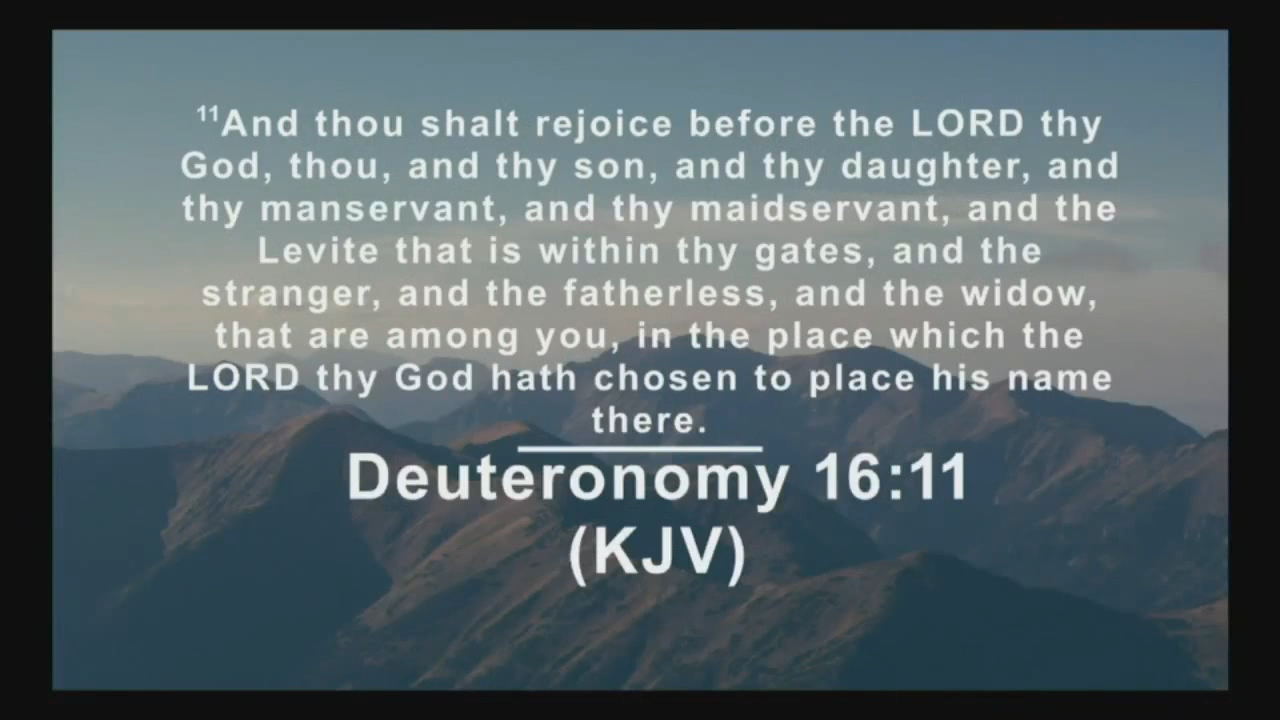 11And thou shalt rejoice before the LORD thy
God, thou, and thy son, and thy daughter, and
thy manservant, and thy maidservant, and the
Levite that is within thy gates, and the
stranger, and the fatherless, and the widow,
that are among you, in the place which the
LORD thy God hath chosen to place his name
there.
Deuteronomy 16:11
(KJV)